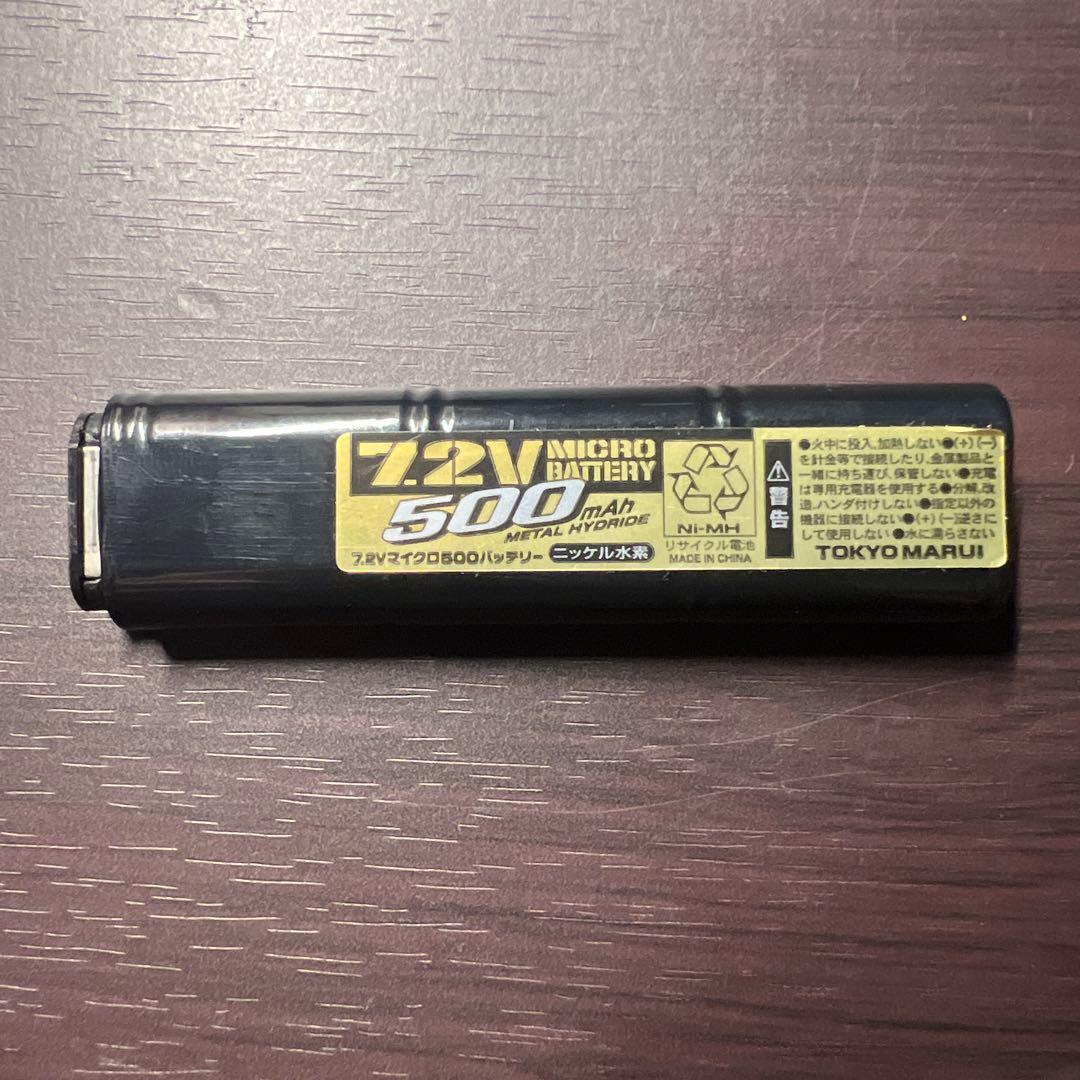 7.2V MICRO BATTERY
500mAh
METAL HYDRIDE
7.2Vマイクロ500バッテリー ニッケル水素
Ni-MH
リサイクル電池
MADE IN CHINA
警告
●火中に投入、加熱しない●(+)(−)
を針金等で接続したり、金属製品と
一緒に持ち運び、保管しない●充電
は専用充電器を使用する●分解、改
造、ハンダ付けしない●指定以外の
機器に接続しない●(+)(−)逆さに
して使用しない●水に濡らさない
TOKYO MARUI